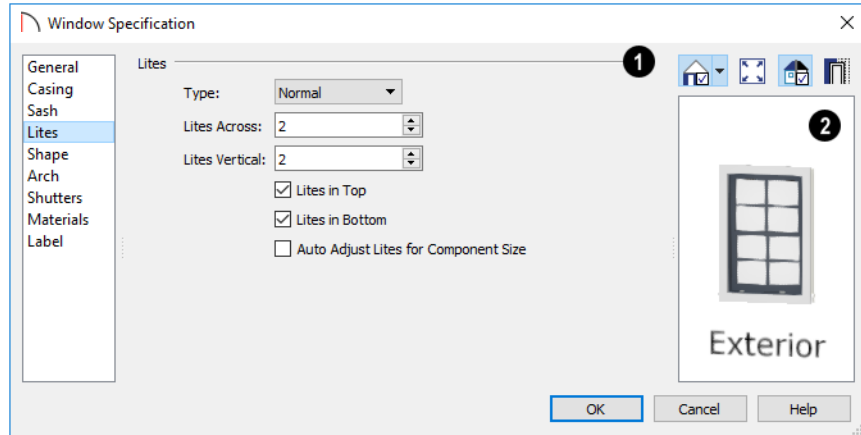 Window Specification
General
Casing
Sash
Lites
Shape
Arch
Shutters
Materials
Label
Lites
Type: Normal
Lites Across: 2
Lites Vertical: 2
Lites in Top
Lites in Bottom
Auto Adjust Lites for Component Size
1
2
Exterior
OK Cancel Help